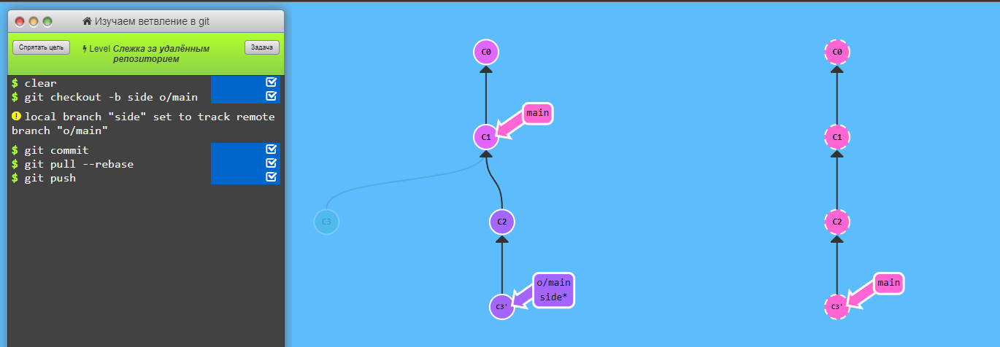 Изучаем ветвление в git
Спрятать цель
Level Слежка за удалённым
репозиторием
Задача
$ clear
$ git checkout -b side o/main
local branch "side" set to track remote
branch "o/main"
$ git commit
$ git pull --rebase
$ git push
C0
main
C1
C3
C2
o/main
side*
C3'
C0
C1
C2
main
C3'